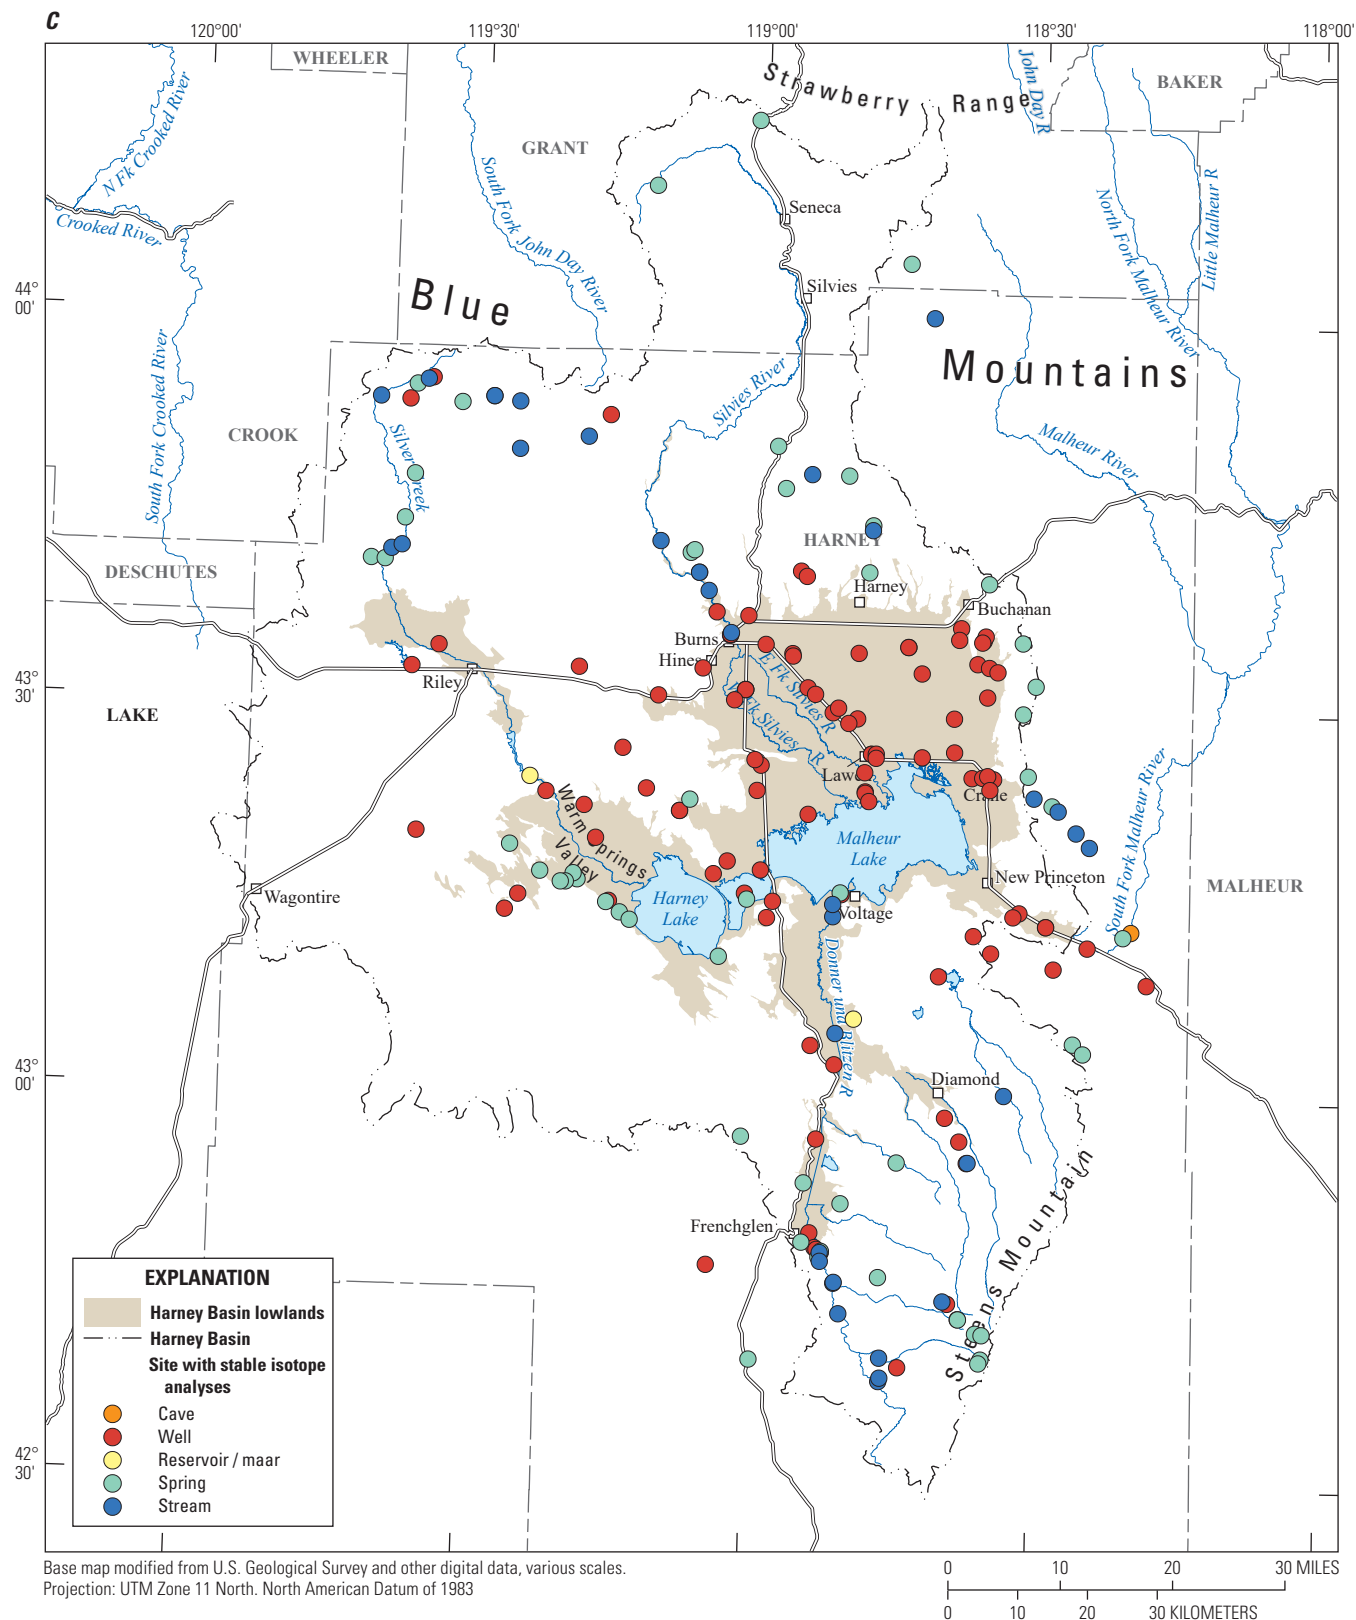 C
120°00'
119°30'
119°00'
118°30'
118°00'
WHEELER
Strawberry Range
BAKER
John Day R
N Fk Crooked River
GRANT
South Fork John Day River
North Fork Malheur River
Little Malheur R
Crooked River
Seneca
44°
00'
Blue
Silvies
Mountains
South Fork Crooked River
Silvies River
CROOK
Silver Creek
Malheur River
HARNEY
DESCHUTES
Harney
Buchanan
Burns
Hines
E Fk Silvies R
43°
30'
Riley
LAKE
W Fk Silvies R
Crane
Warm Springs
Valley
Malheur
Lake
South Fork Malheur River
New Princeton
MALHEUR
Wagontire
Harney
Lake
Voltage
Donner und Blitzen R
43°
00'
Diamond
Steens Mountain
Frenchglen
EXPLANATION
Harney Basin lowlands
Harney Basin
Site with stable isotope
analyses
Cave
Well
Reservoir / maar
Spring
Stream
42°
30'
Base map modified from U.S. Geological Survey and other digital data, various scales.
Projection: UTM Zone 11 North. North American Datum of 1983
0 10 20 30 MILES
0 10 20 30 KILOMETERS